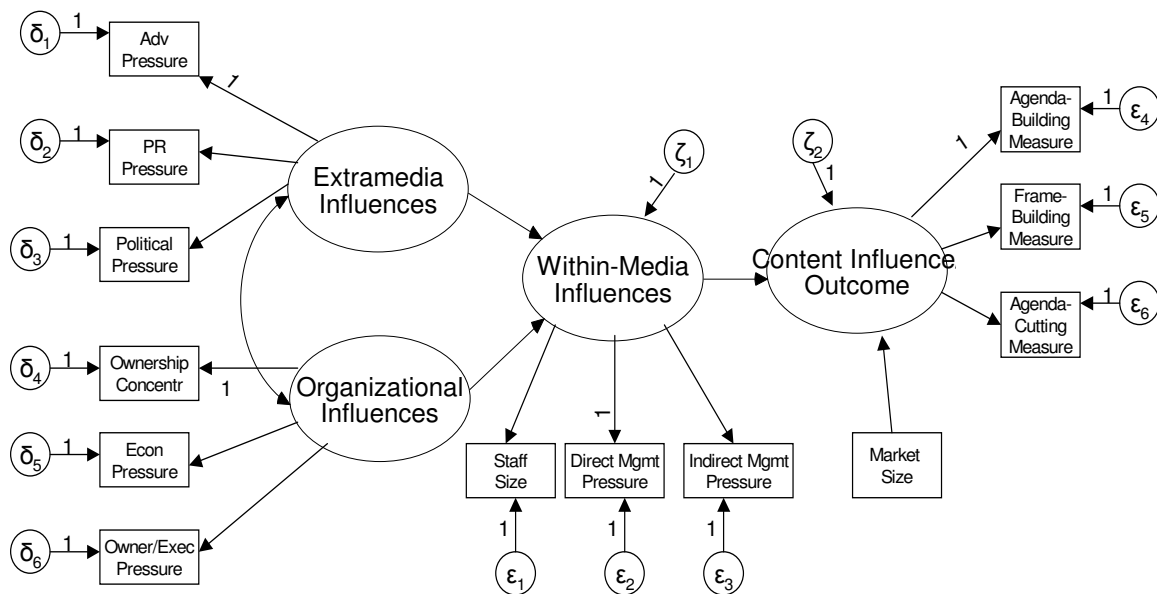 δ1
1
Adv
Pressure
1
δ2
1
PR
Pressure
δ3
1
Political
Pressure
Extramedia
Influences
δ4
1
Ownership
Concentr
1
δ5
1
Econ
Pressure
δ6
1
Owner/Exec
Pressure
Organizational
Influences
ζ1
1
Within-Media
Influences
1
Staff
Size
Direct Mgmt
Pressure
Indirect Mgmt
Pressure
1
1
1
ε1
ε2
ε3
ζ2
1
Content Influence
Outcome
Market
Size
1
Agenda-
Building
Measure
1
ε4
Frame-
Building
Measure
1
ε5
Agenda-
Cutting
Measure
1
ε6